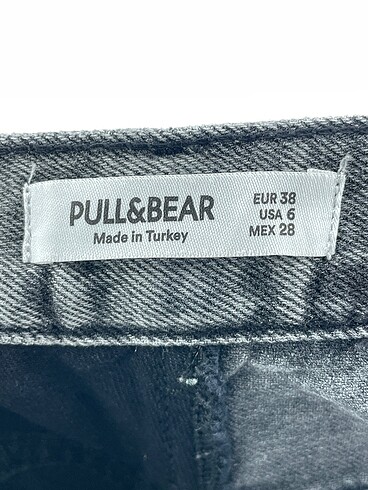 PULL&BEAR
Made in Turkey
EUR 38
USA 6
MEX 28